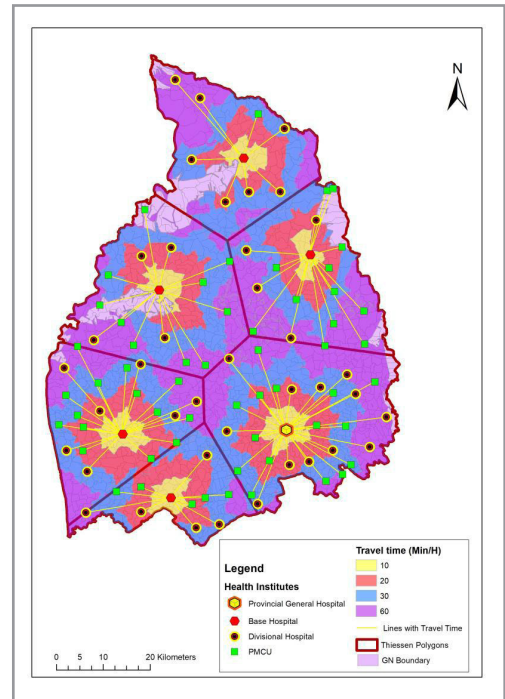 N
Legend
Health Institutes
Provincial General Hospital
Base Hospital
Divisional Hospital
PMCU
Travel time (Min/H)
10
20
30
60
Lines with Travel Time
Thiessen Polygons
GN Boundary
0 5 10 20 Kilometers